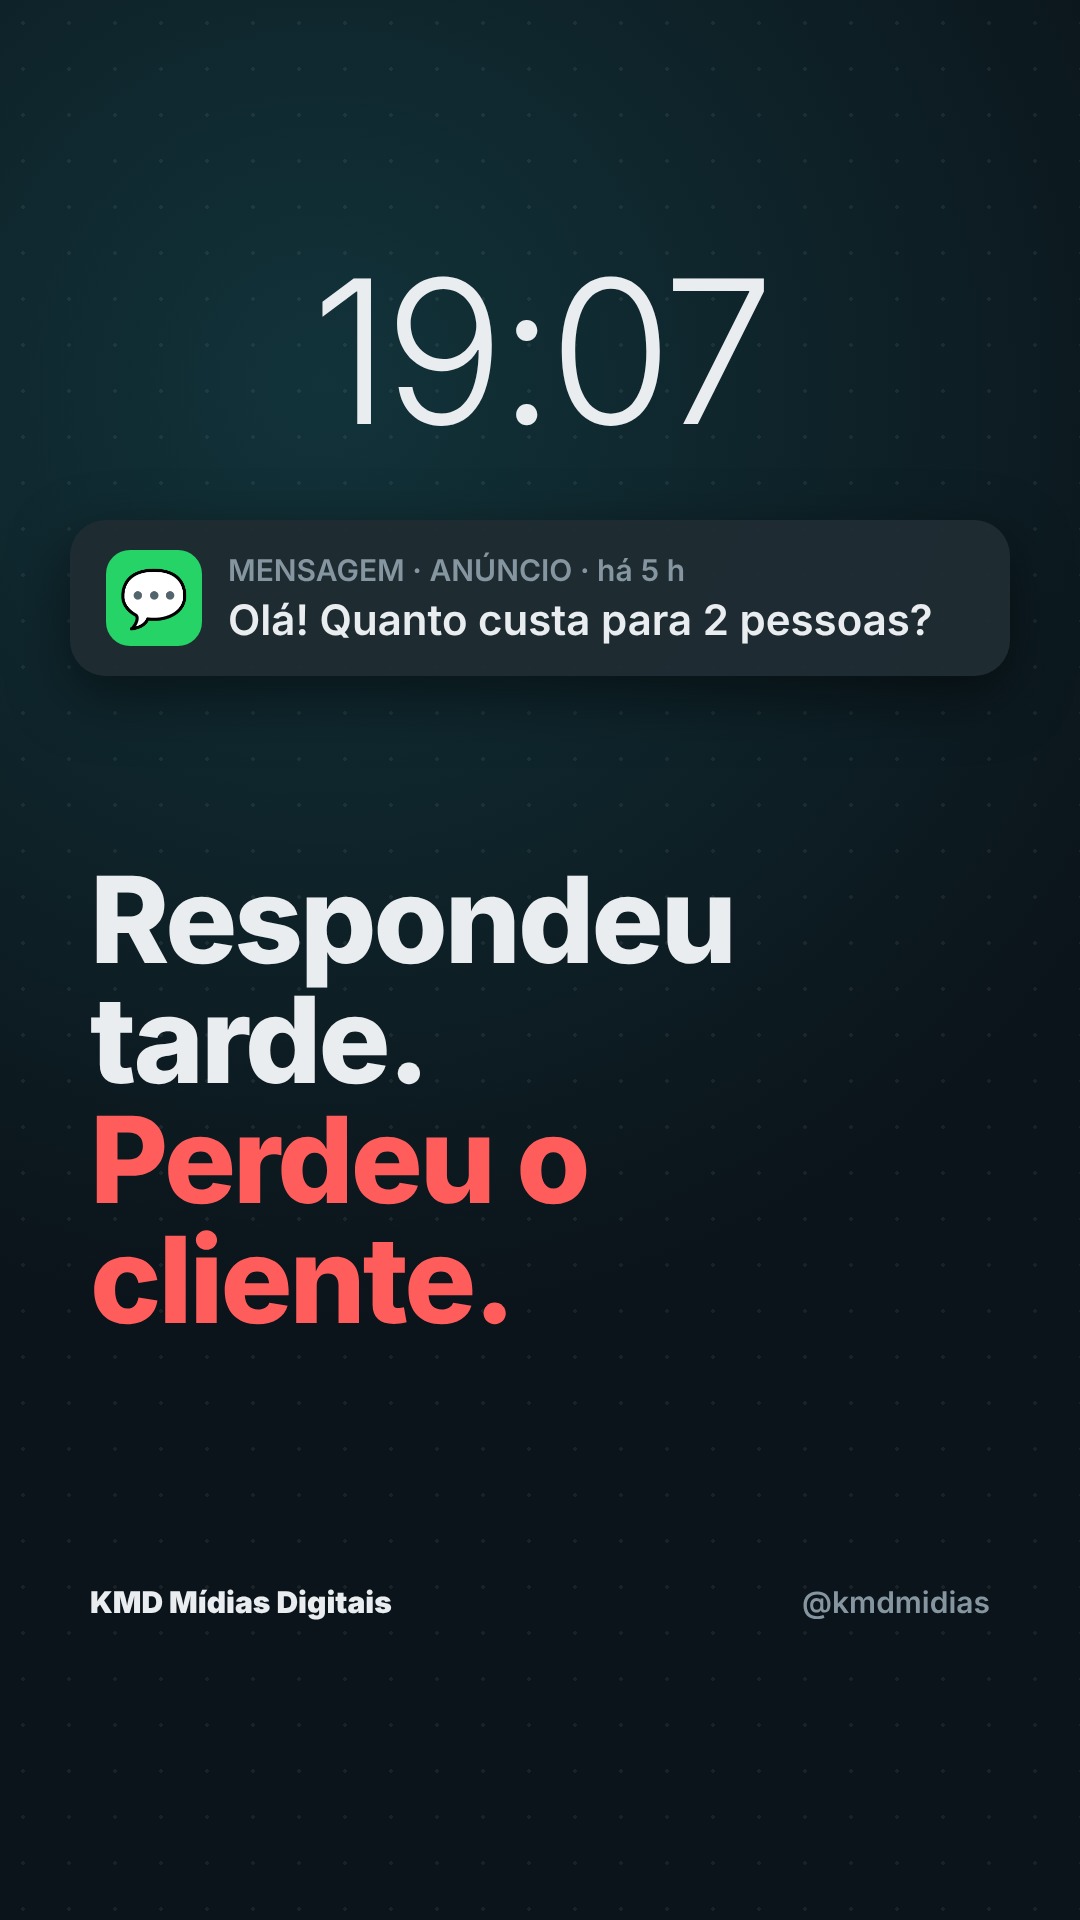 19:07
MENSAGEM · ANÚNCIO · há 5 h
Olá! Quanto custa para 2 pessoas?
Respondeu
tarde.
Perdeu o
cliente.
KMD Mídias Digitais
@kmdmidias